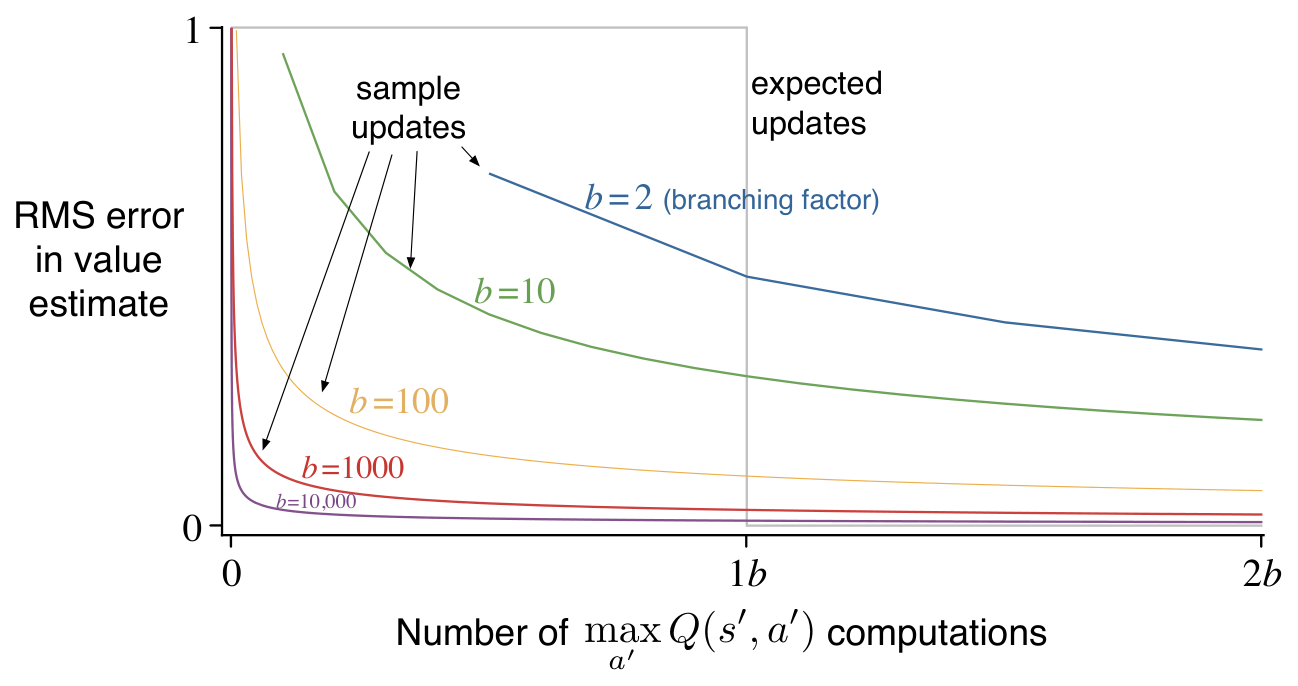 1
sample
updates
expected
updates
b = 2 (branching factor)
RMS error
in value
estimate
b = 10
b = 100
b = 1000
b=10,000
0
0
1b
2b
Number of max Q(s′, a′) computations
a′